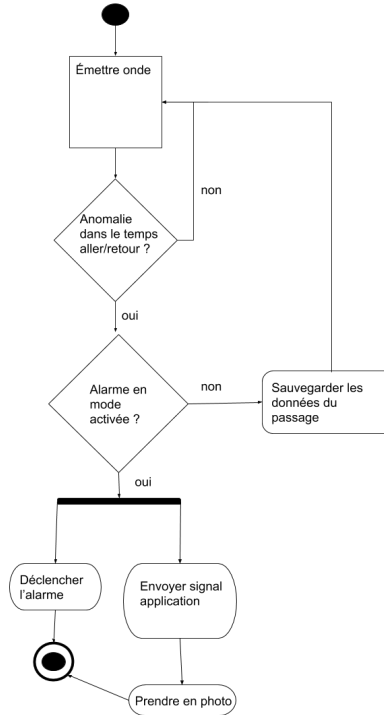 Émettre onde
non
Anomalie
dans le temps
aller/retour ?
oui
Alarme en
mode
activée ?
non
Sauvegarder les
données du
passage
oui
Déclencher
l'alarme
Envoyer signal
application
Prendre en photo